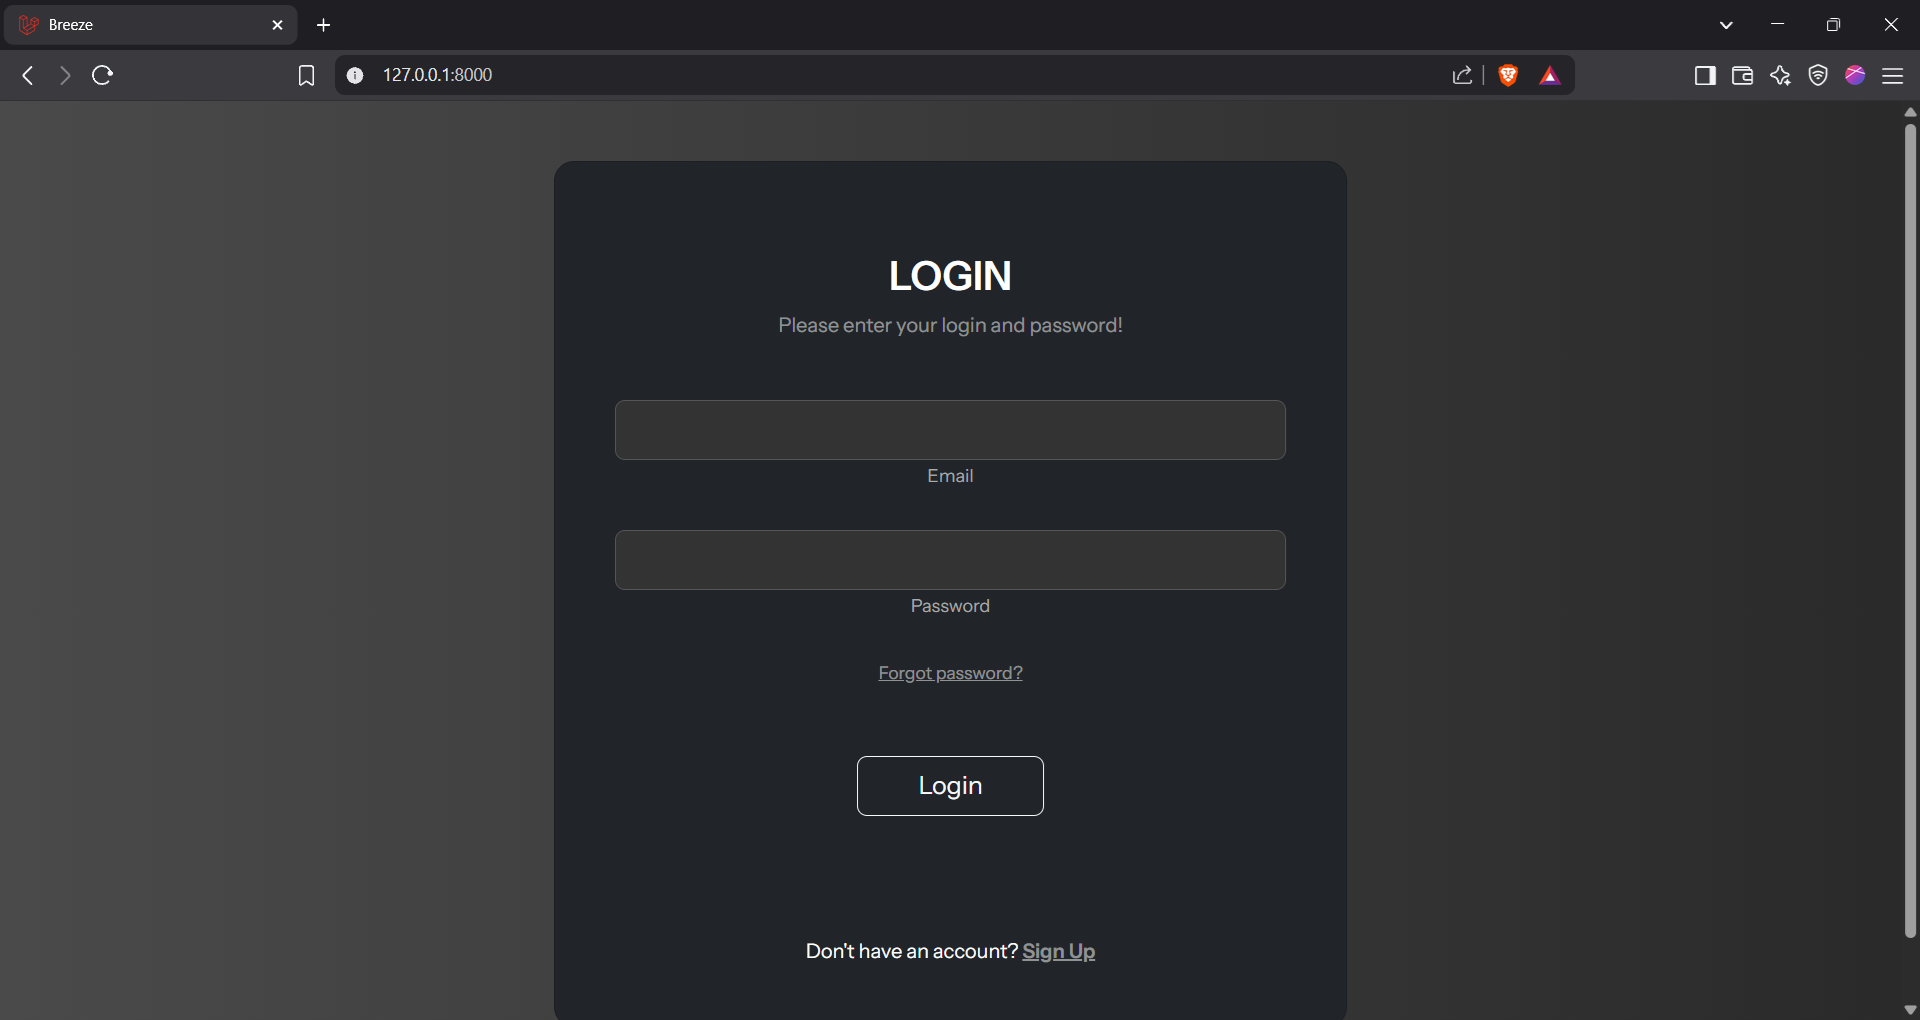 Breeze
127.0.0.1:8000
LOGIN
Please enter your login and password!
Email
Password
Forgot password?
Login
Don't have an account? Sign Up